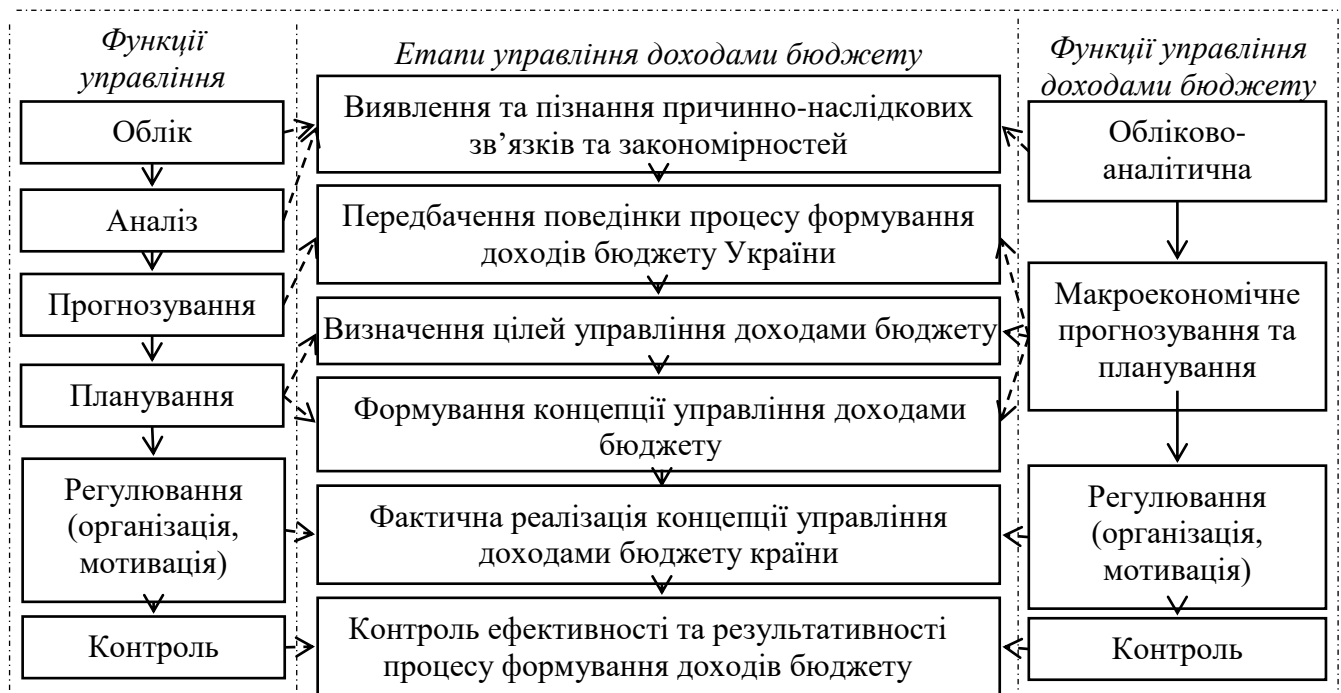 Функції
управління
Облік
Аналіз
Прогнозування
Планування
Регулювання
(організація,
мотивація)
Контроль
Етапи управління доходами бюджету
Виявлення та пізнання причинно-наслідкових
зв’язків та закономірностей
Передбачення поведінки процесу формування
доходів бюджету України
Визначення цілей управління доходами бюджету
Формування концепції управління доходами
бюджету
Фактична реалізація концепції управління
доходами бюджету країни
Контроль ефективності та результативності
процесу формування доходів бюджету
Функції управління
доходами бюджету
Обліково-
аналітична
Макроекономічне
прогнозування та
планування
Регулювання
(організація,
мотивація)
Контроль